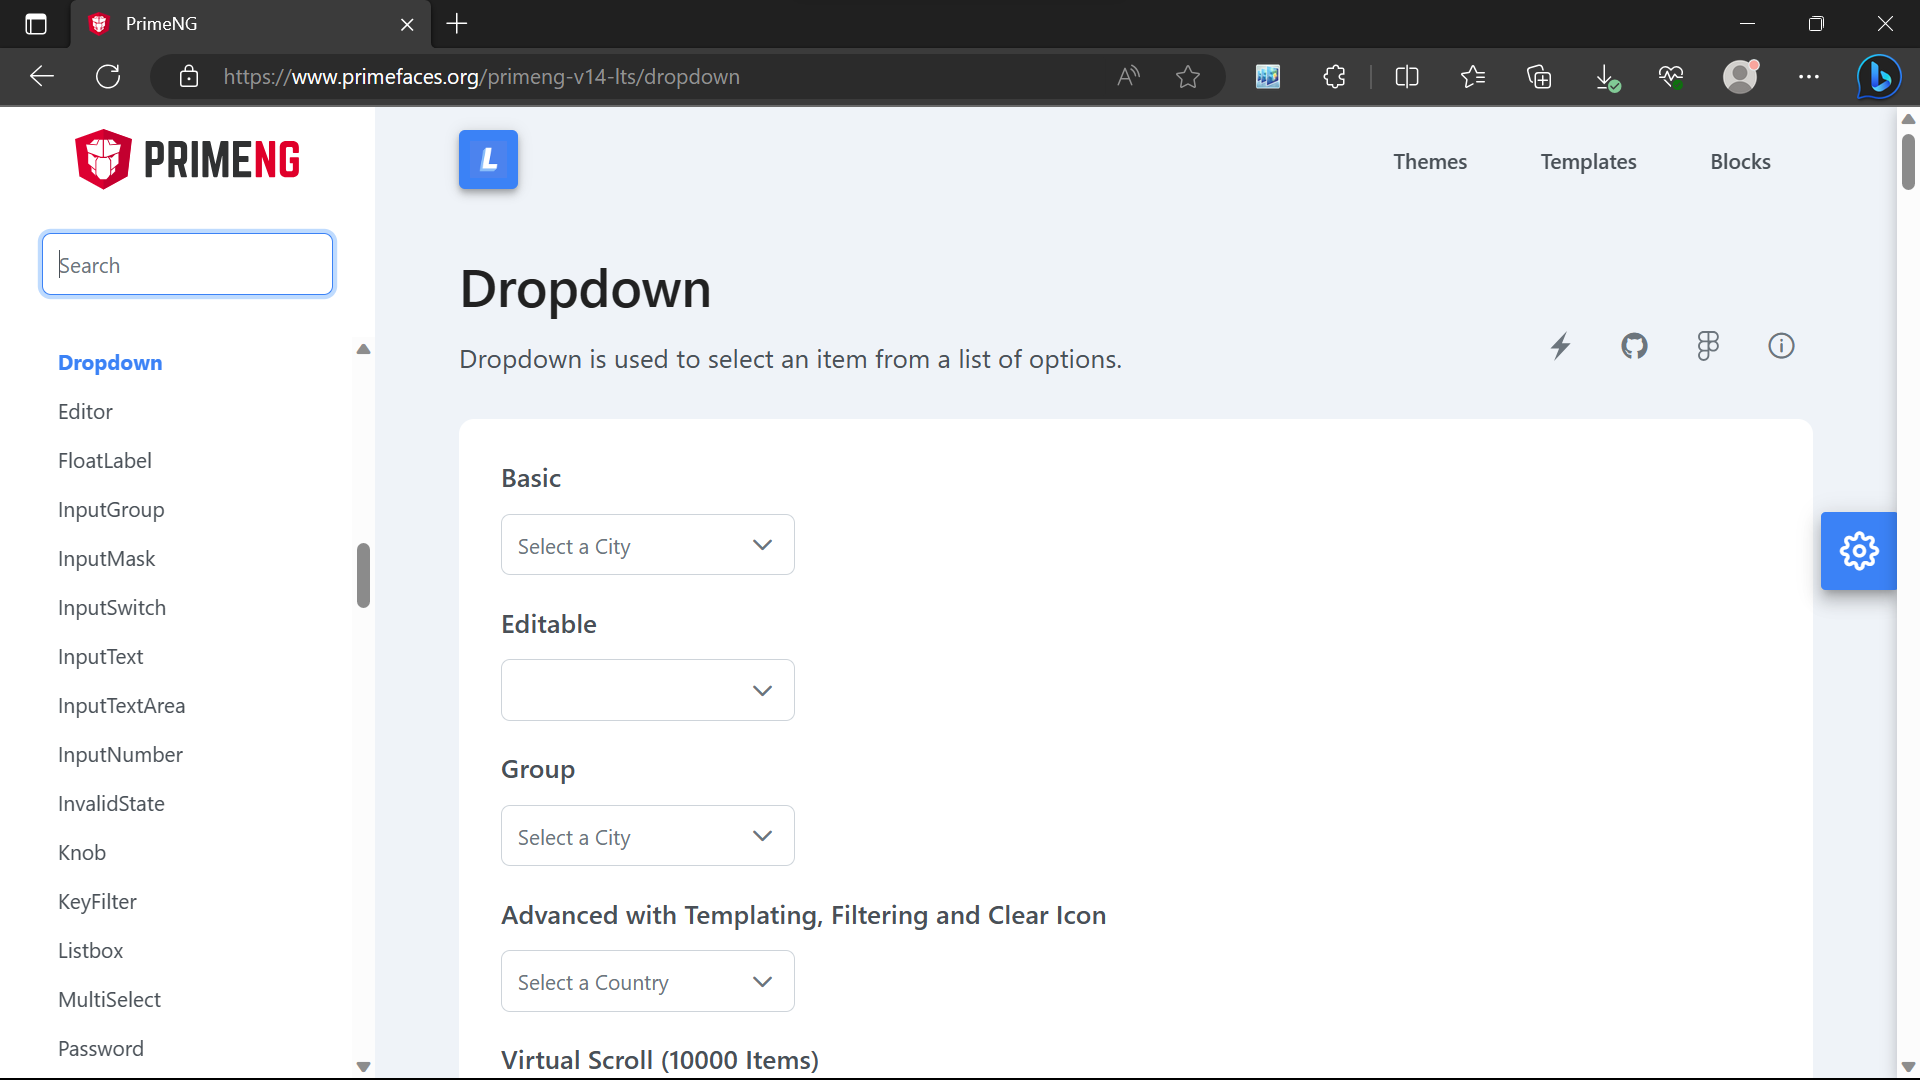 PrimeNG
https://www.primefaces.org/primeng-v14-lts/dropdown
PRIMENG
Search
Dropdown
Editor
FloatLabel
InputGroup
InputMask
InputSwitch
InputText
InputTextArea
InputNumber
InvalidState
Knob
KeyFilter
Listbox
MultiSelect
Password
L
Themes Templates Blocks
Dropdown
Dropdown is used to select an item from a list of options.
Basic
Select a City
Editable
Group
Select a City
Advanced with Templating, Filtering and Clear Icon
Select a Country
Virtual Scroll (10000 Items)